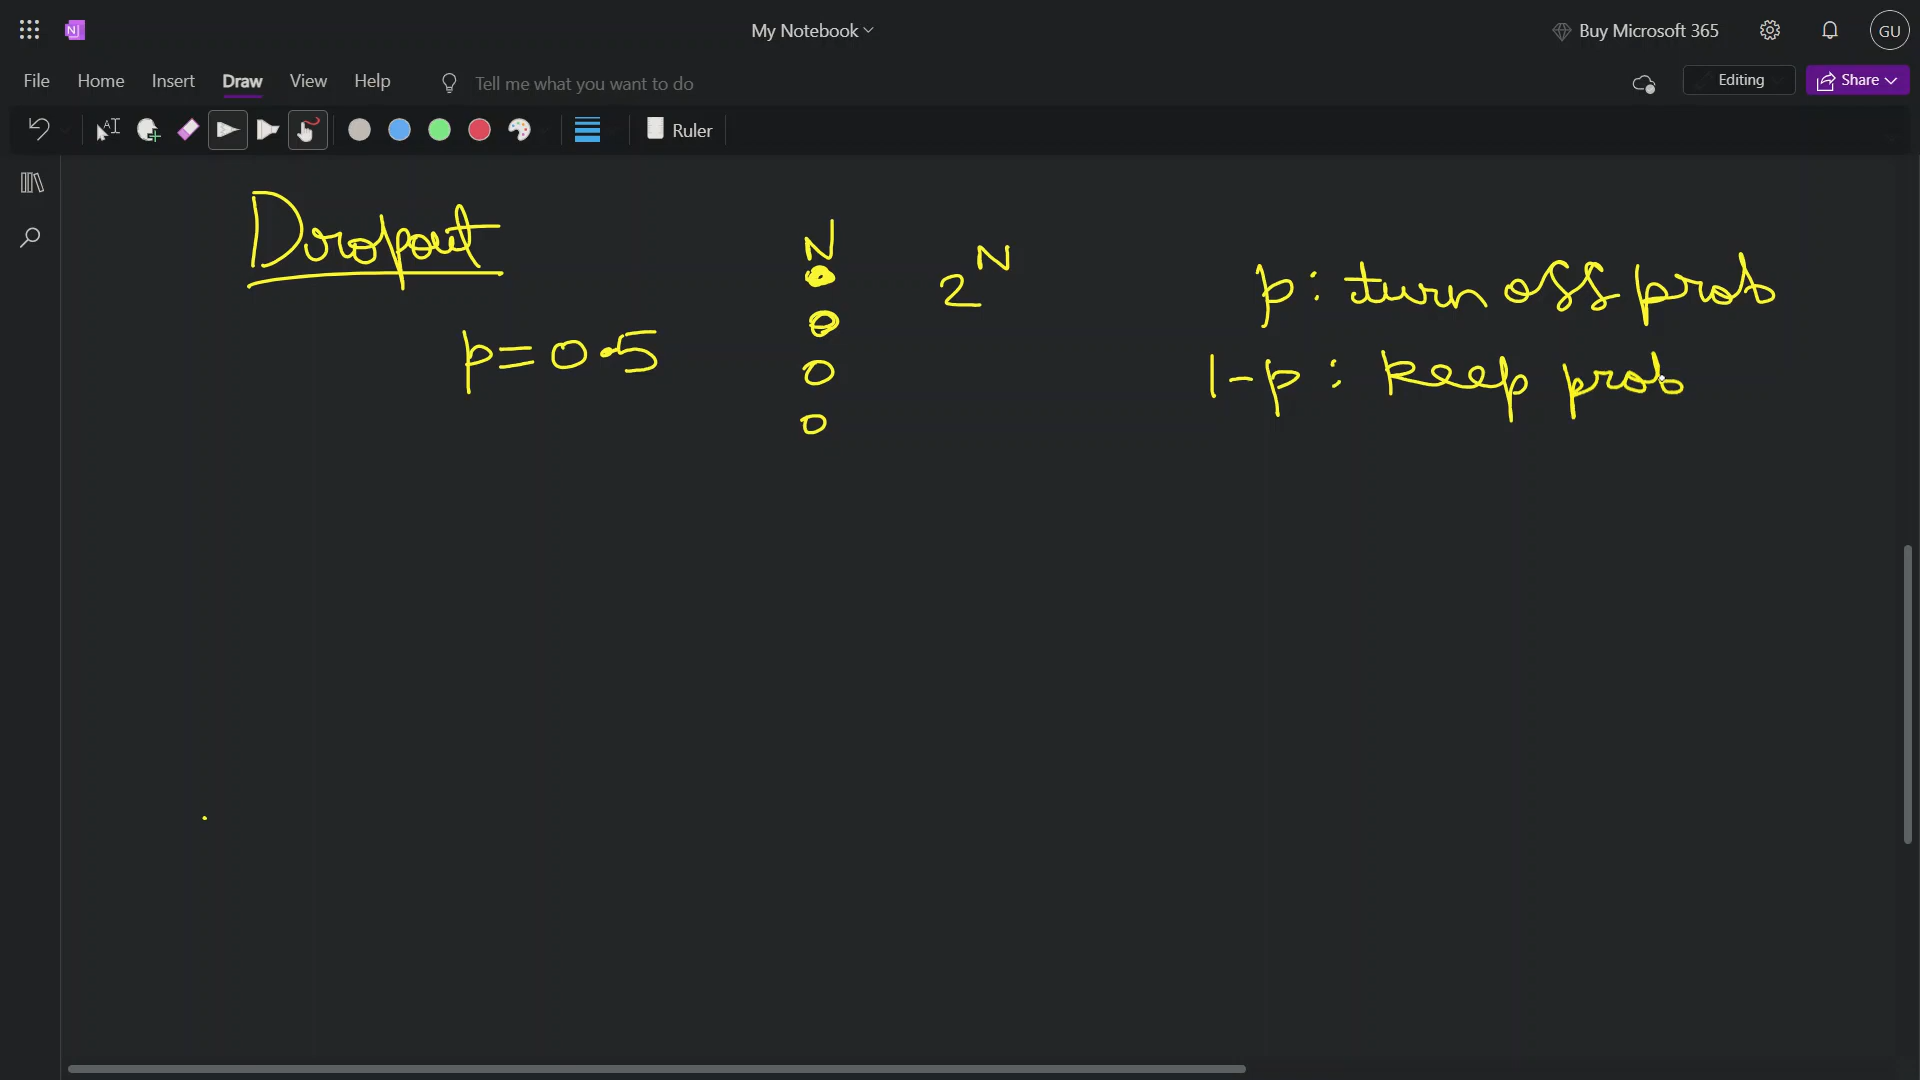 My Notebook
Buy Microsoft 365
GU
File Home Insert Draw View Help Tell me what you want to do
Editing Share
Ruler
Dropout
N
2^N
p: turn off prob
p=0.5
1-p: keep prob